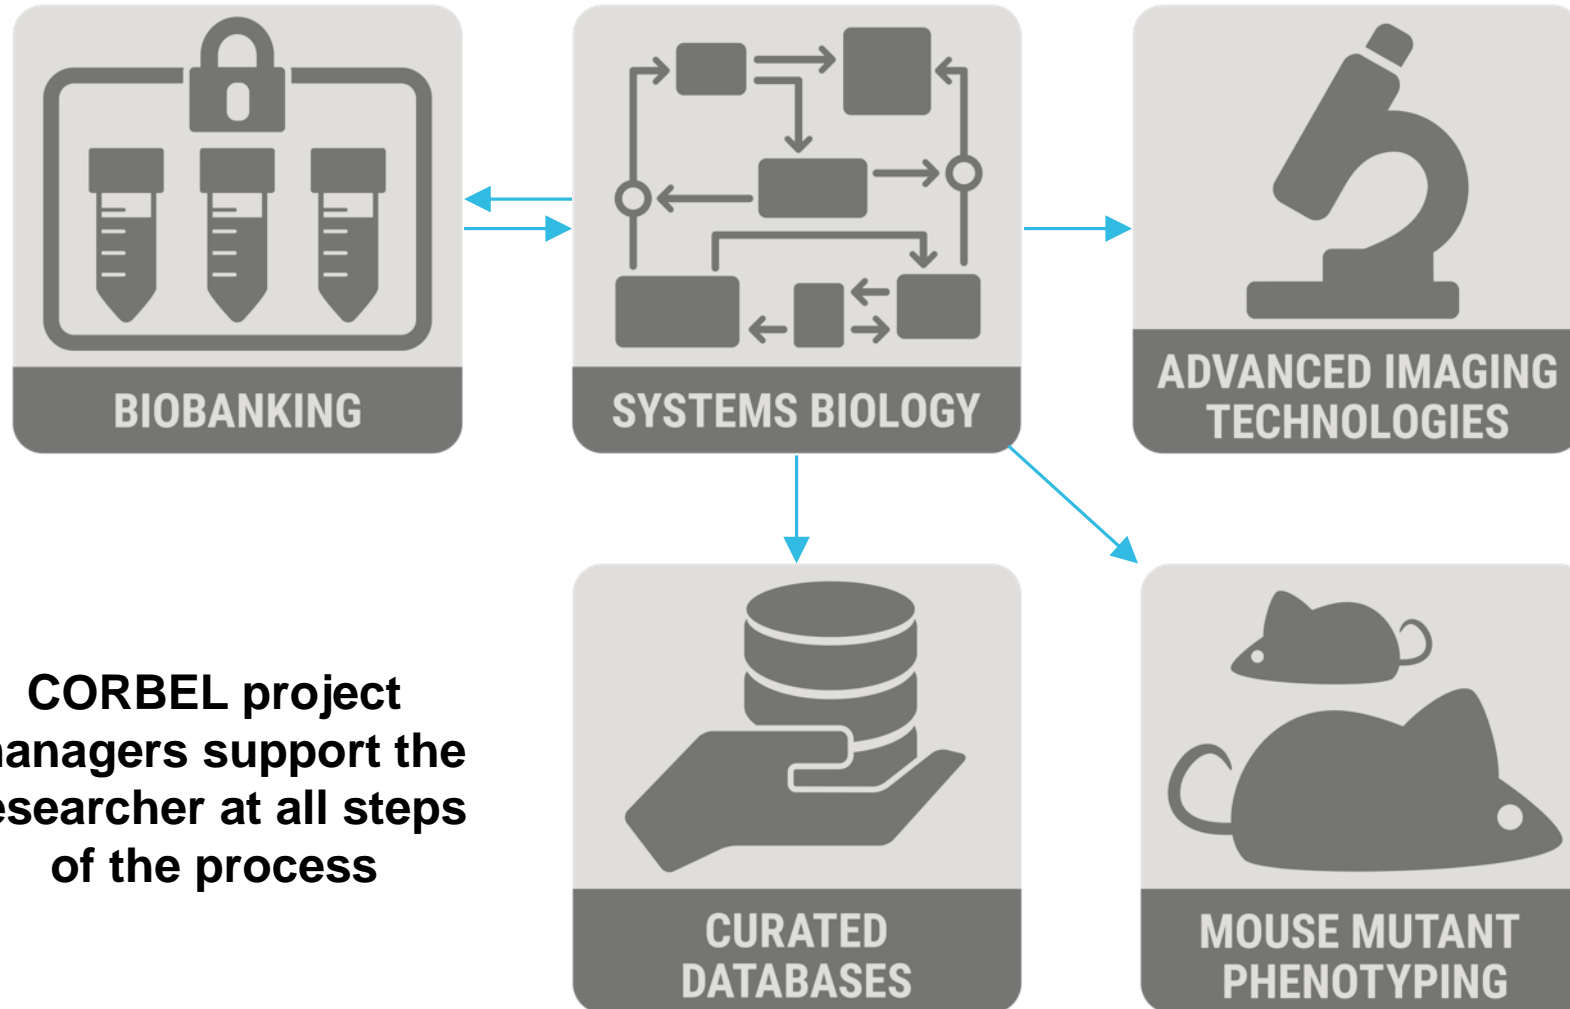 BIOBANKING
SYSTEMS BIOLOGY
ADVANCED IMAGING
TECHNOLOGIES
CORBEL project
anagers support the
esearcher at all steps
of the process
CURATED
DATABASES
MOUSE MUTANT
PHENOTYPING